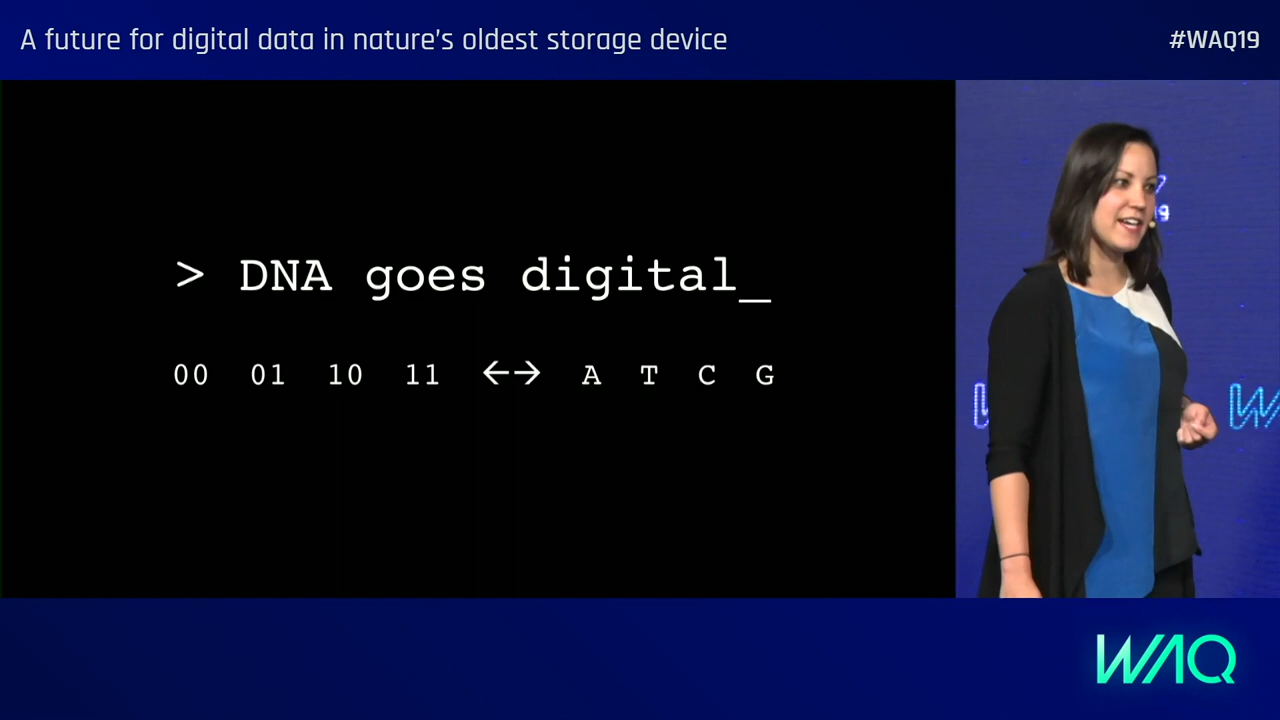 A future for digital data in nature's oldest storage device
#WAQ19
> DNA goes digital_
00 01 10 11 ←→ A T C G
WAQ